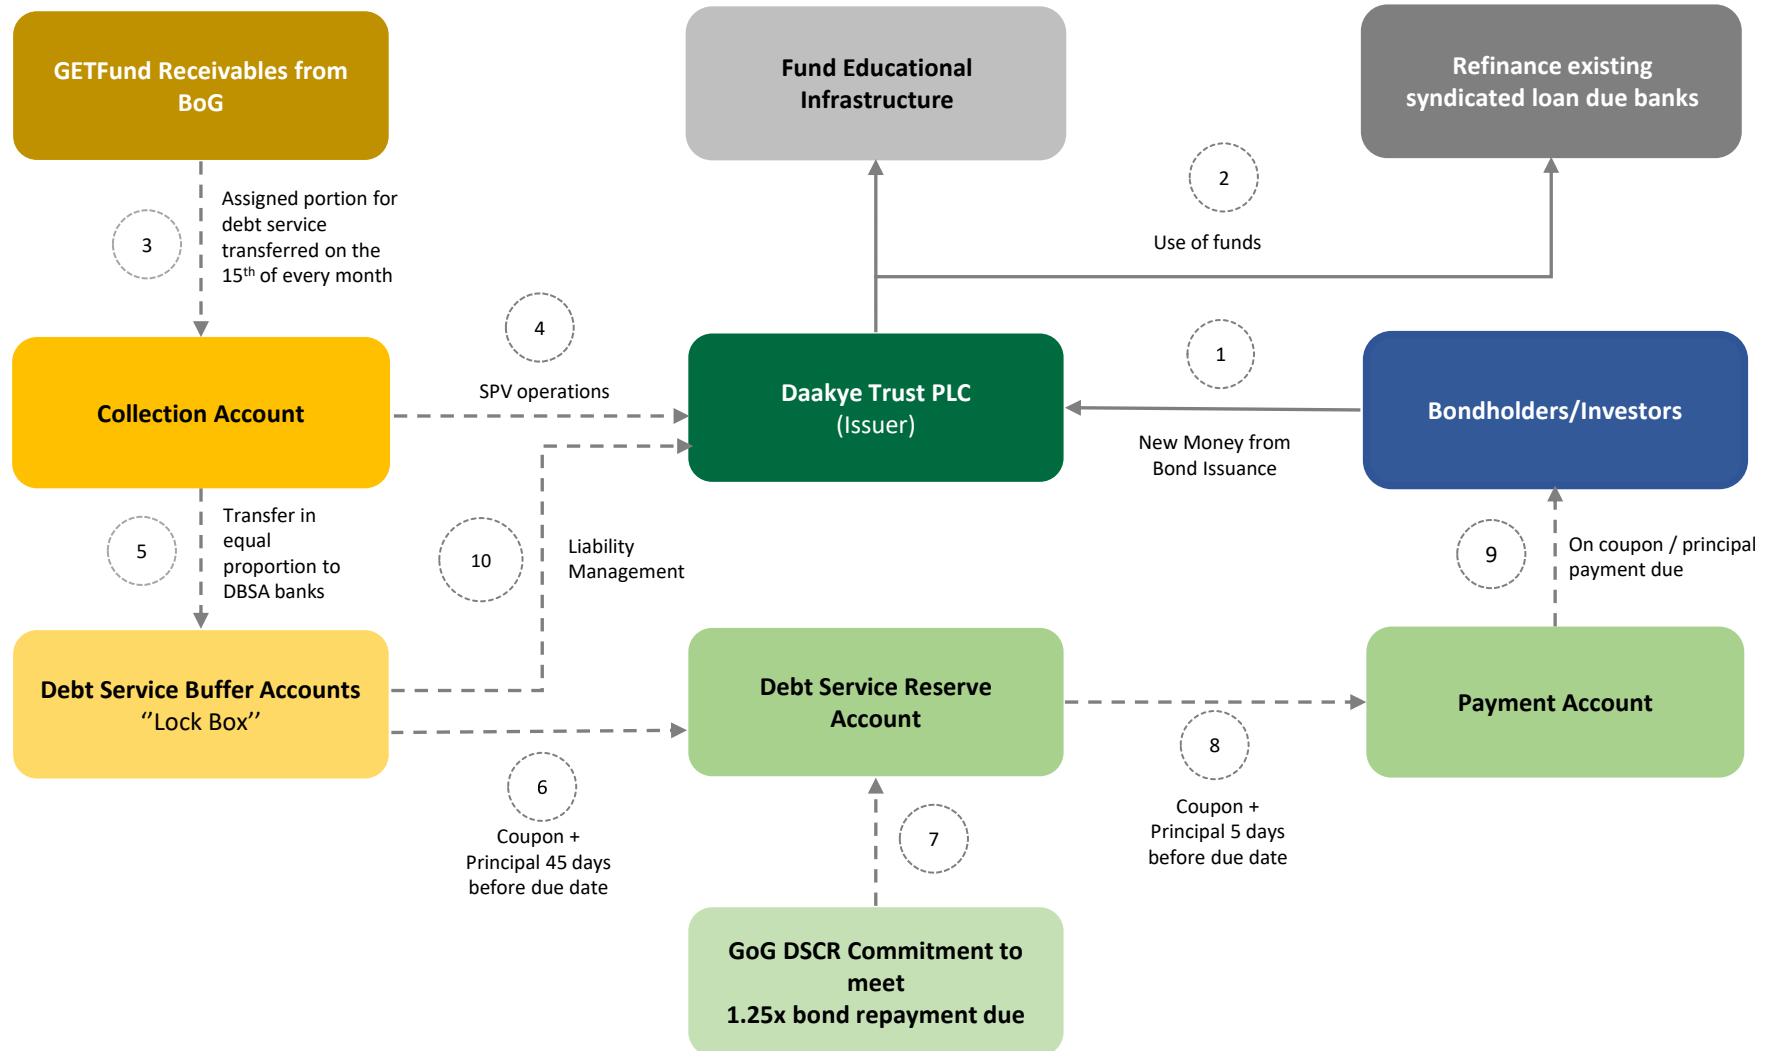 GETFund Receivables from
BoG
Fund Educational
Infrastructure
Refinance existing
syndicated loan due banks
3
Assigned portion for
debt service
transferred on the
15th of every month
2
Use of funds
4
SPV operations
1
New Money from
Bond Issuance
Collection Account
Daakye Trust PLC
(Issuer)
Bondholders/Investors
5
Transfer in
equal
proportion to
DBSA banks
10
Liability
Management
9
On coupon / principal
payment due
Debt Service Buffer Accounts
‘’Lock Box’’
Debt Service Reserve
Account
Payment Account
6
Coupon +
Principal 45 days
before due date
7
8
Coupon +
Principal 5 days
before due date
GoG DSCR Commitment to
meet
1.25x bond repayment due